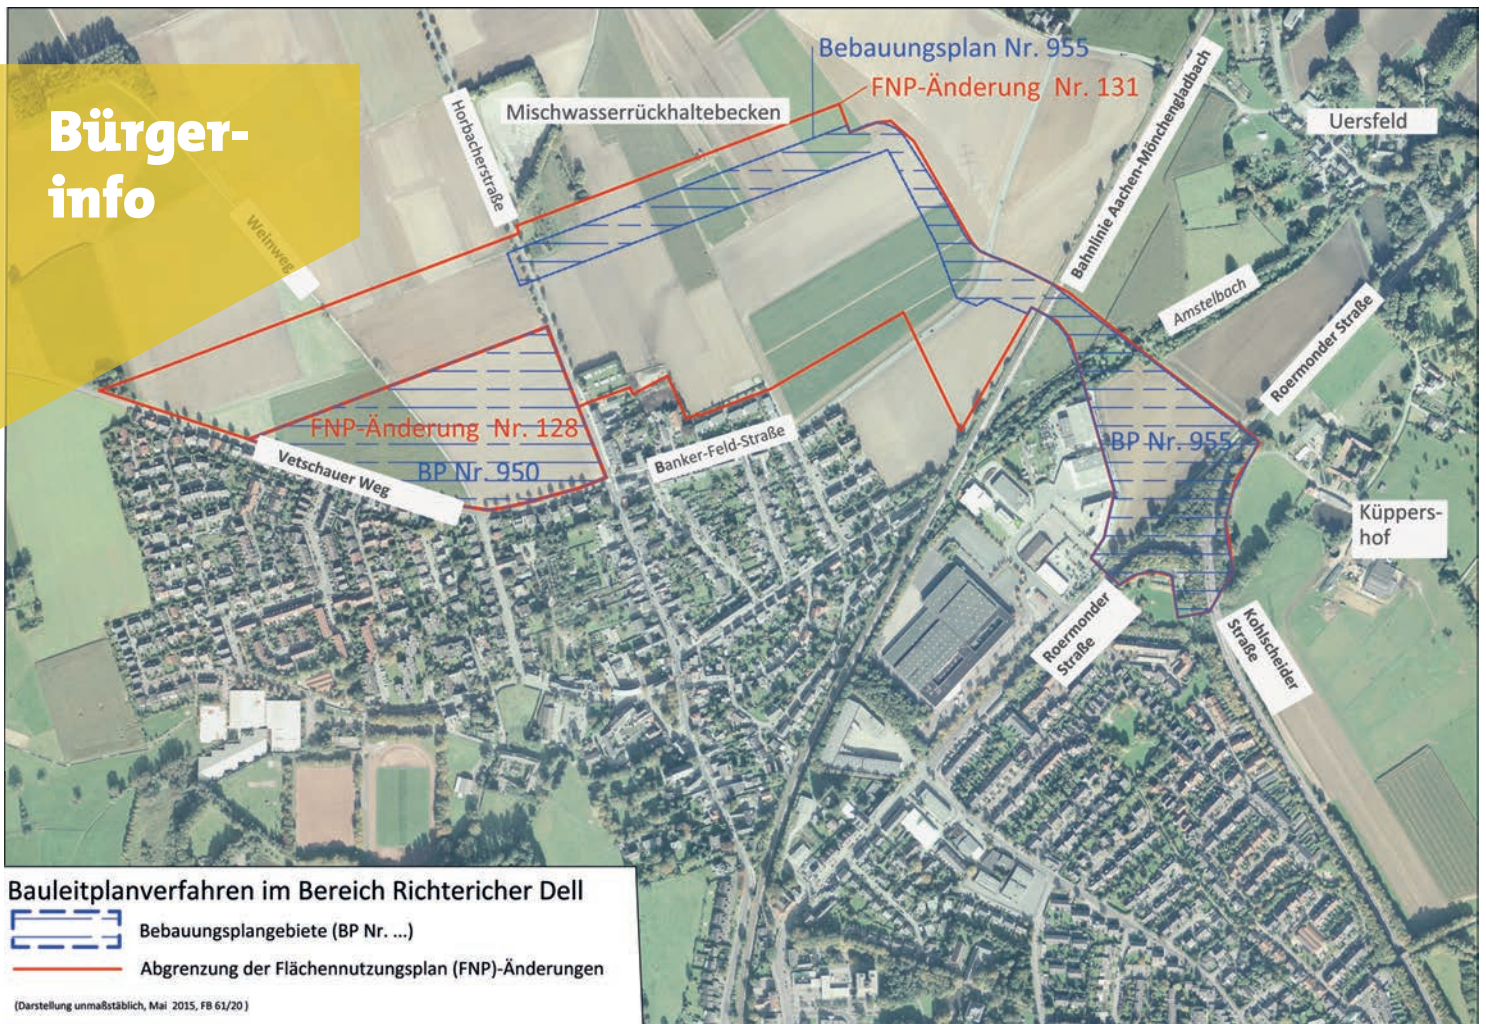 Bürger-
info
Bebauungsplan Nr. 955
FNP-Änderung Nr. 131
Mischwasserrückhaltebecken
Horbacherstraße
Bahnlinie Aachen-Mönchengladbach
Uersfeld
Weinweg
Amstelbach
Roermonder Straße
FNP-Änderung Nr. 128
BP Nr. 950
Vetschauer Weg
Banker-Feld-Straße
BP Nr. 955
Küppers-
hof
Roermonder
Straße
Kohlscheider
Straße
Bauleitplanverfahren im Bereich Richtericher Dell
Bebauungsplangebiete (BP Nr. ...)
Abgrenzung der Flächennutzungsplan (FNP)-Änderungen
(Darstellung unmaßstäblich, Mai 2015, FB 61/20 )